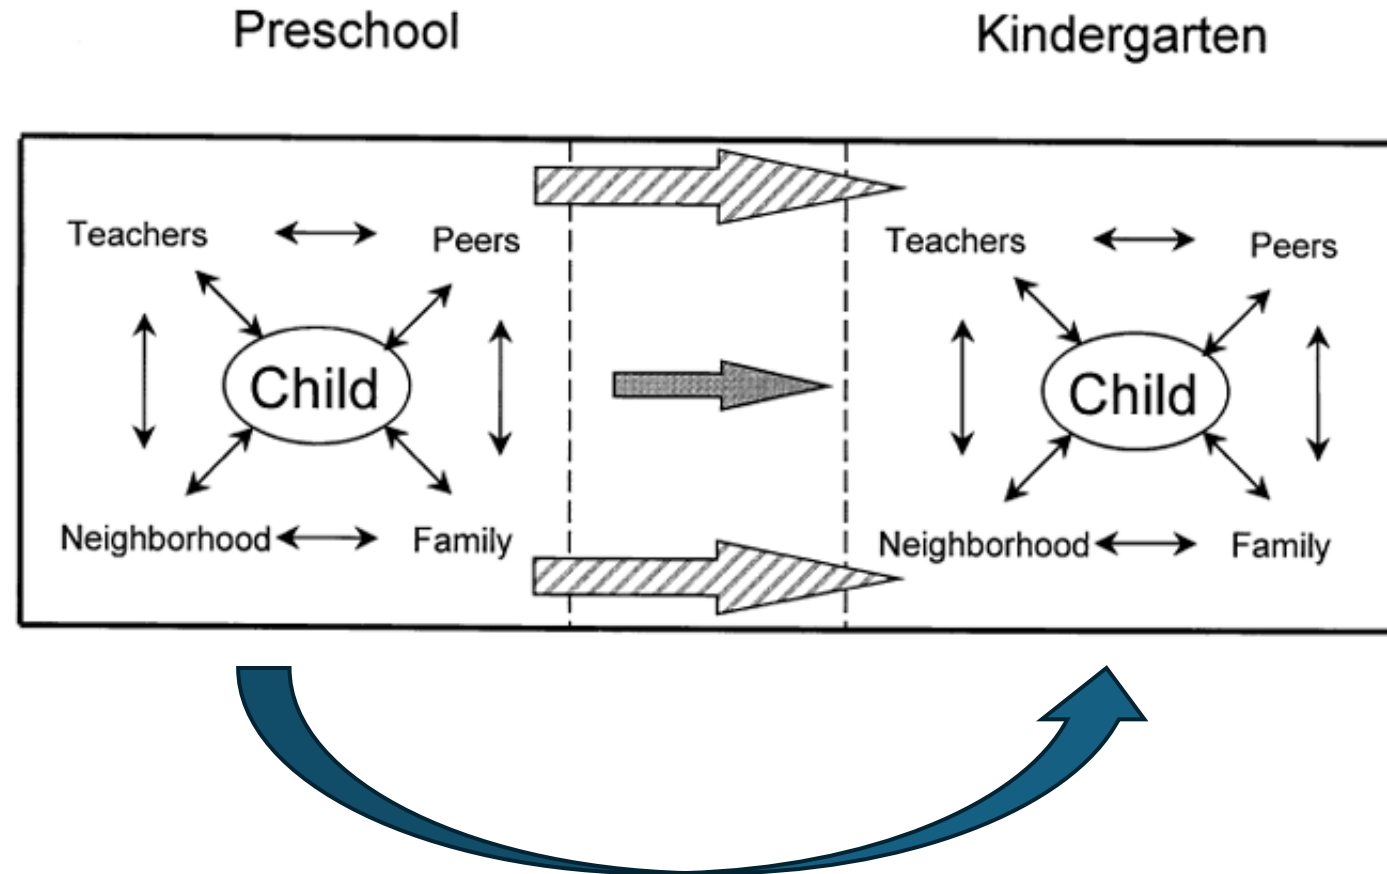 Preschool
Kindergarten
Teachers
Peers
Child
Neighborhood
Family
Teachers
Peers
Child
Neighborhood
Family